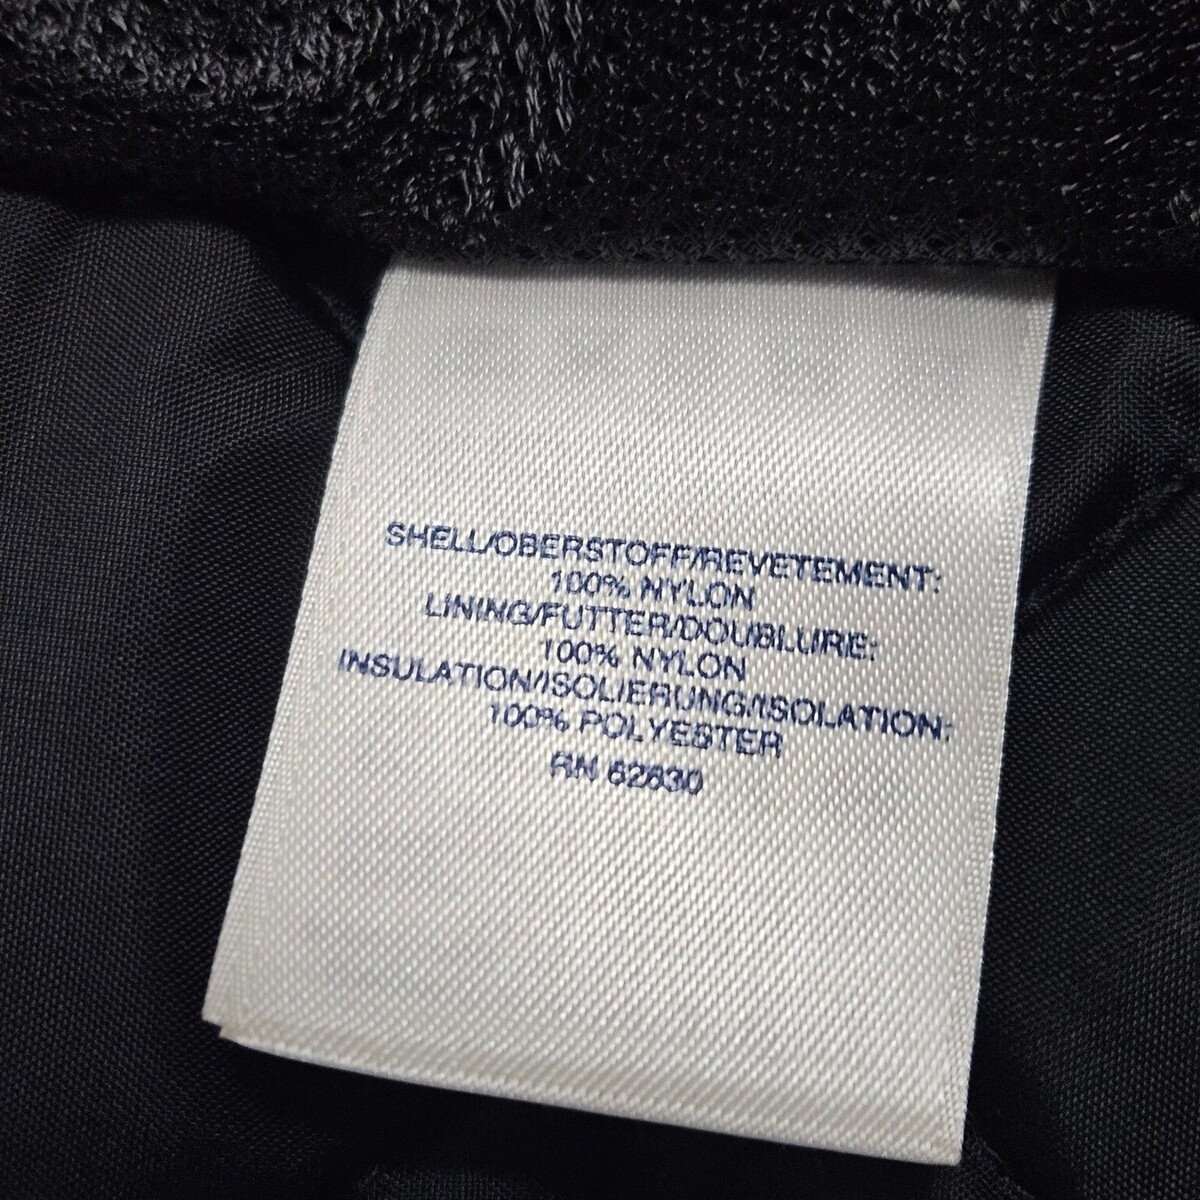 SHELL/OBERSTOFF/REVETEMENT:
100% NYLON
LINING/FUTTER/DOUBLURE:
100% NYLON
INSULATION/ISOLIERUNG/ISOLATION:
100% POLYESTER
RN 62830